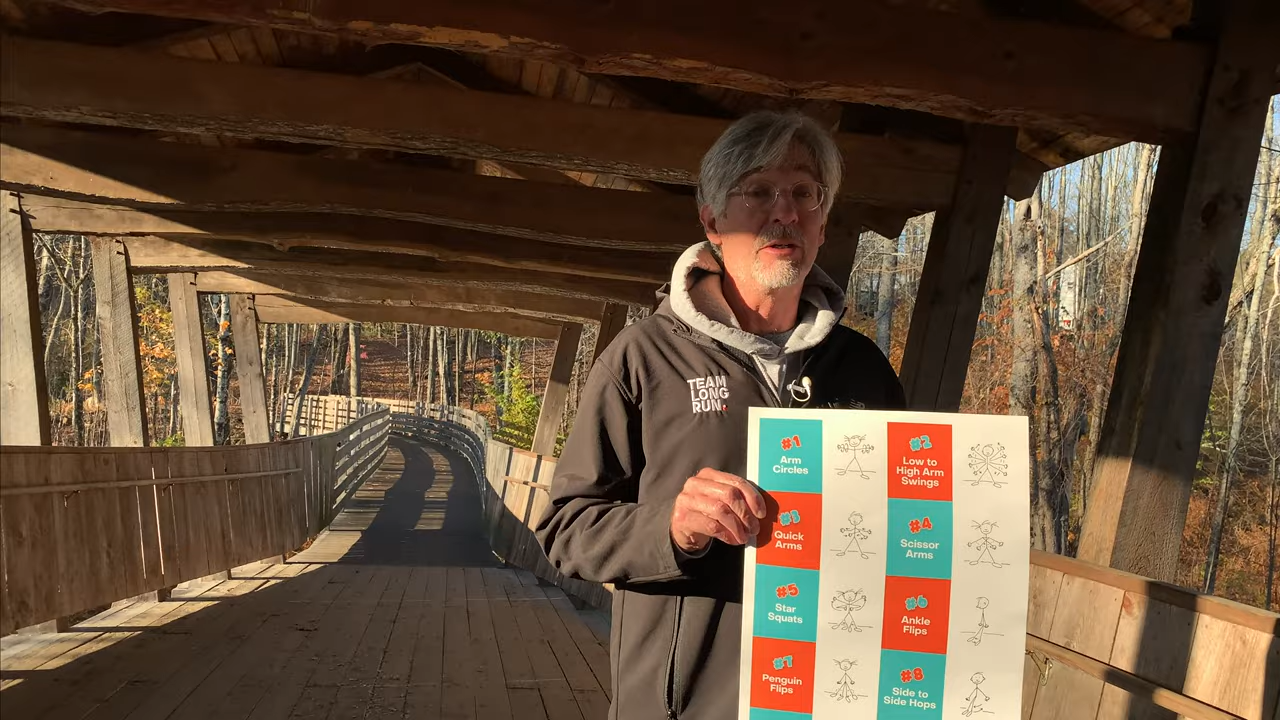 TEAM
LONG
RUN.
#1
Arm
Circles
#2
Low to
High Arm
Swings
#3
Quick
Arms
#4
Scissor
Arms
#5
Star
Squats
#6
Ankle
Flips
#7
Penguin
Flips
#8
Side to
Side Hops